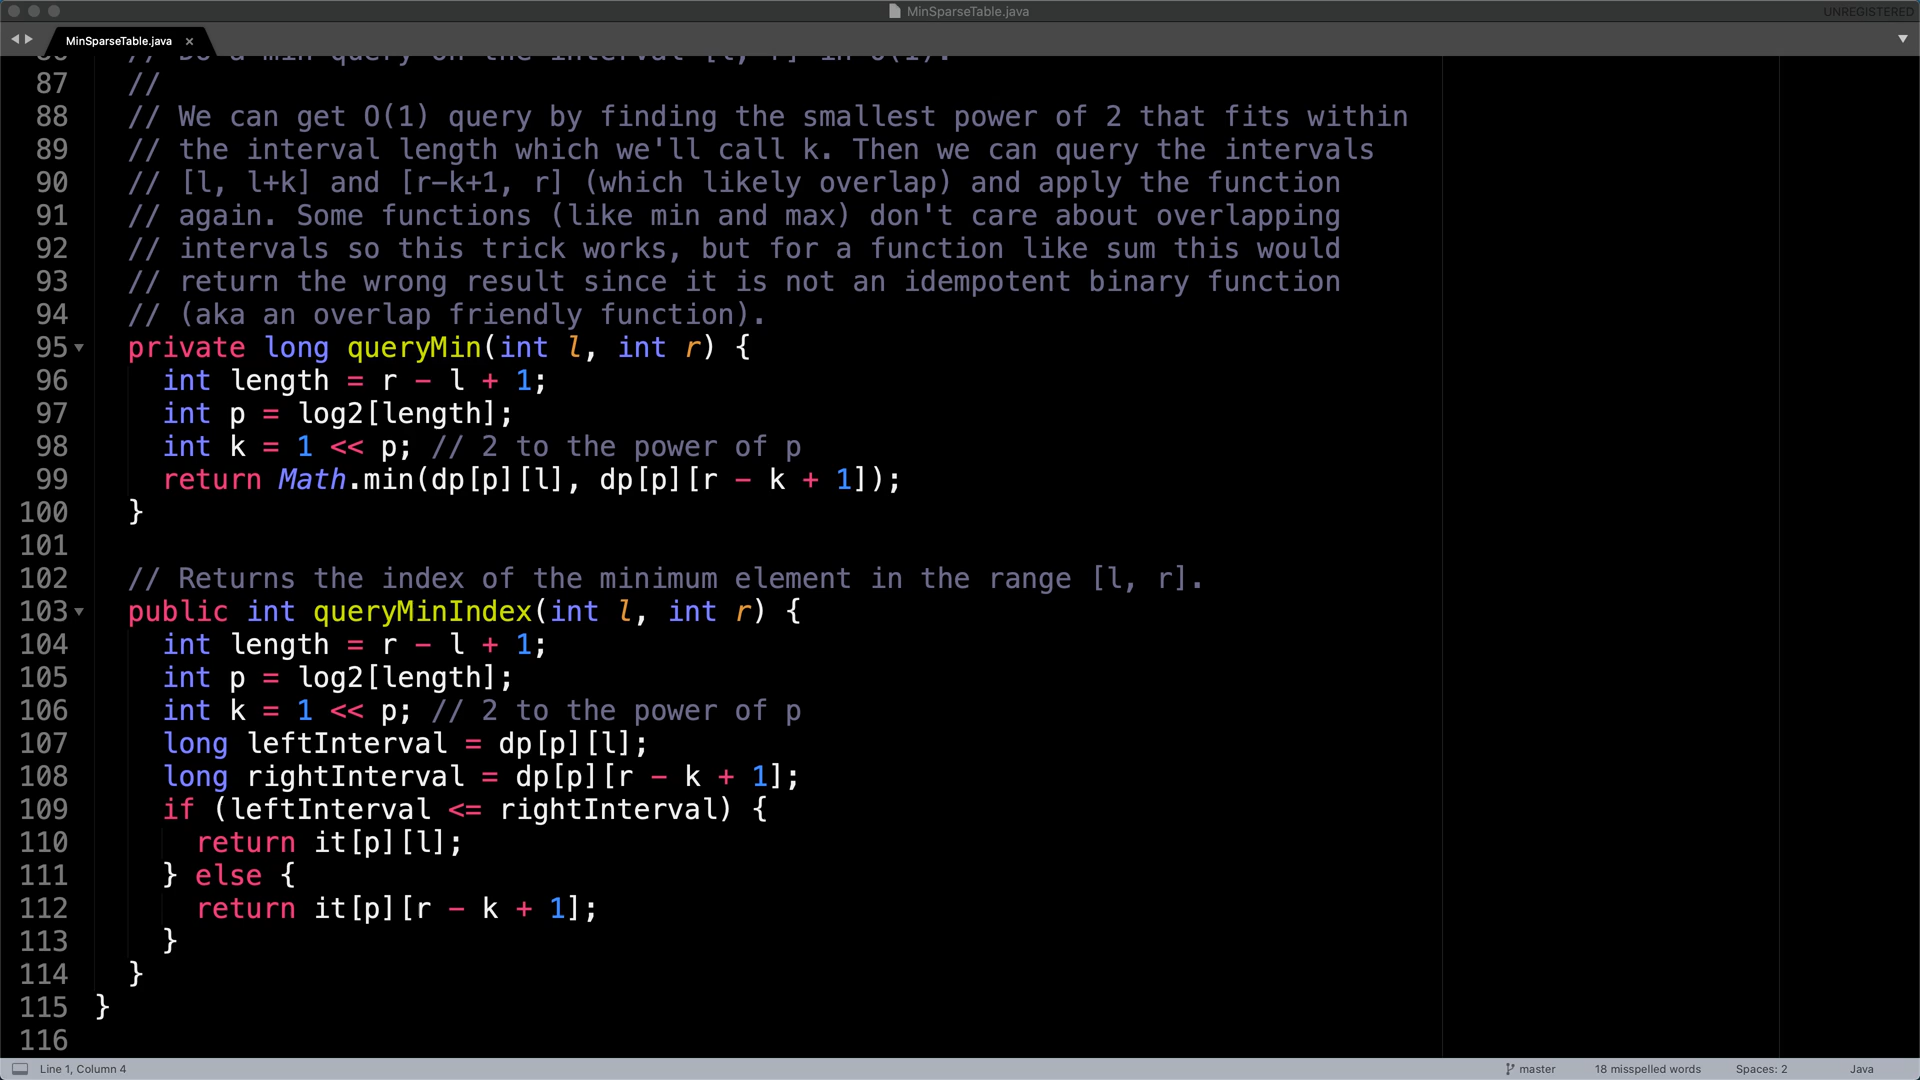 MinSparseTable.java
UNREGISTERED
MinSparseTable.java ×
86 // Do a min query on the interval [l, r] in O(1).
87 //
88 // We can get O(1) query by finding the smallest power of 2 that fits within
89 // the interval length which we'll call k. Then we can query the intervals
90 // [l, l+k] and [r-k+1, r] (which likely overlap) and apply the function
91 // again. Some functions (like min and max) don't care about overlapping
92 // intervals so this trick works, but for a function like sum this would
93 // return the wrong result since it is not an idempotent binary function
94 // (aka an overlap friendly function).
95 private long queryMin(int l, int r) {
96 int length = r - l + 1;
97 int p = log2[length];
98 int k = 1 << p; // 2 to the power of p
99 return Math.min(dp[p][l], dp[p][r - k + 1]);
100 }
101
102 // Returns the index of the minimum element in the range [l, r].
103 public int queryMinIndex(int l, int r) {
104 int length = r - l + 1;
105 int p = log2[length];
106 int k = 1 << p; // 2 to the power of p
107 long leftInterval = dp[p][l];
108 long rightInterval = dp[p][r - k + 1];
109 if (leftInterval <= rightInterval) {
110 return it[p][l];
111 } else {
112 return it[p][r - k + 1];
113 }
114 }
115 }
116
Line 1, Column 4
master
18 misspelled words
Spaces: 2
Java